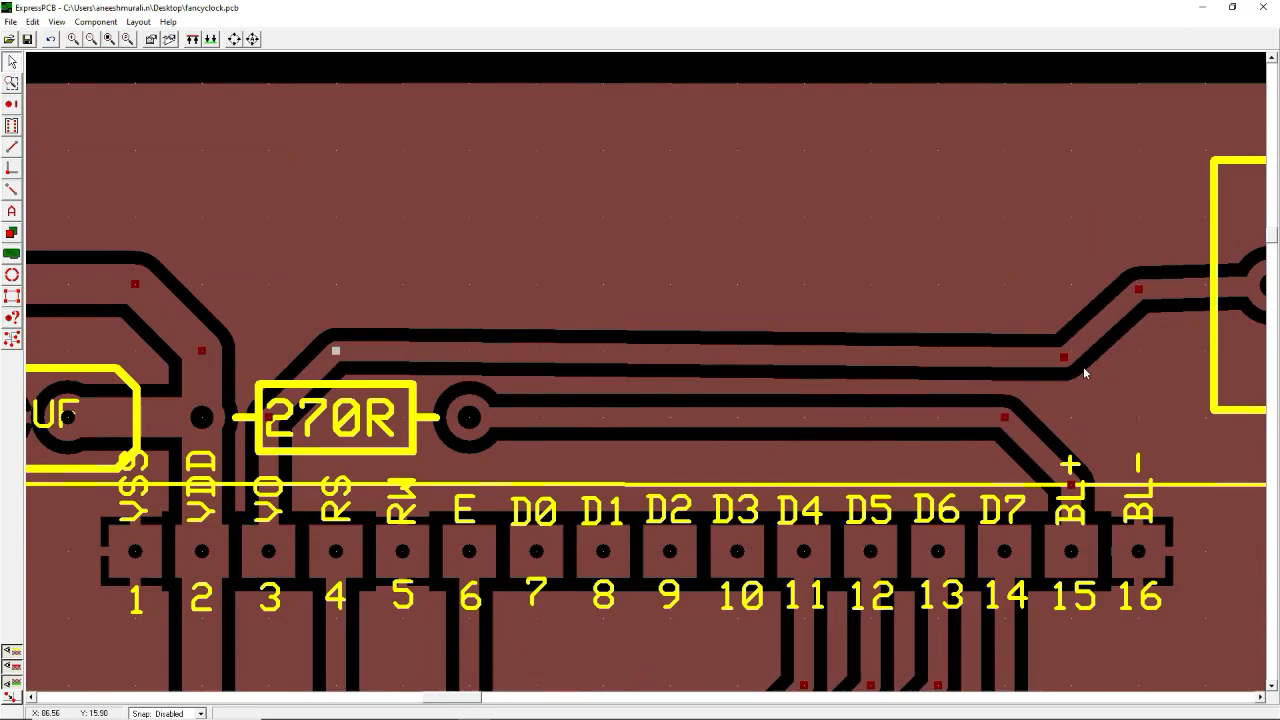 ExpressPCB - C:\Users\aneeshmurali.n\Desktop\fancyclock.pcb
File Edit View Component Layout Help
A
UF
270R
VSS VDD VO RS RW E D0 D1 D2 D3 D4 D5 D6 D7 BL+ BL-
1 2 3 4 5 6 7 8 9 10 11 12 13 14 15 16
X: 86.56 Y: 15.90 Snap: Disabled